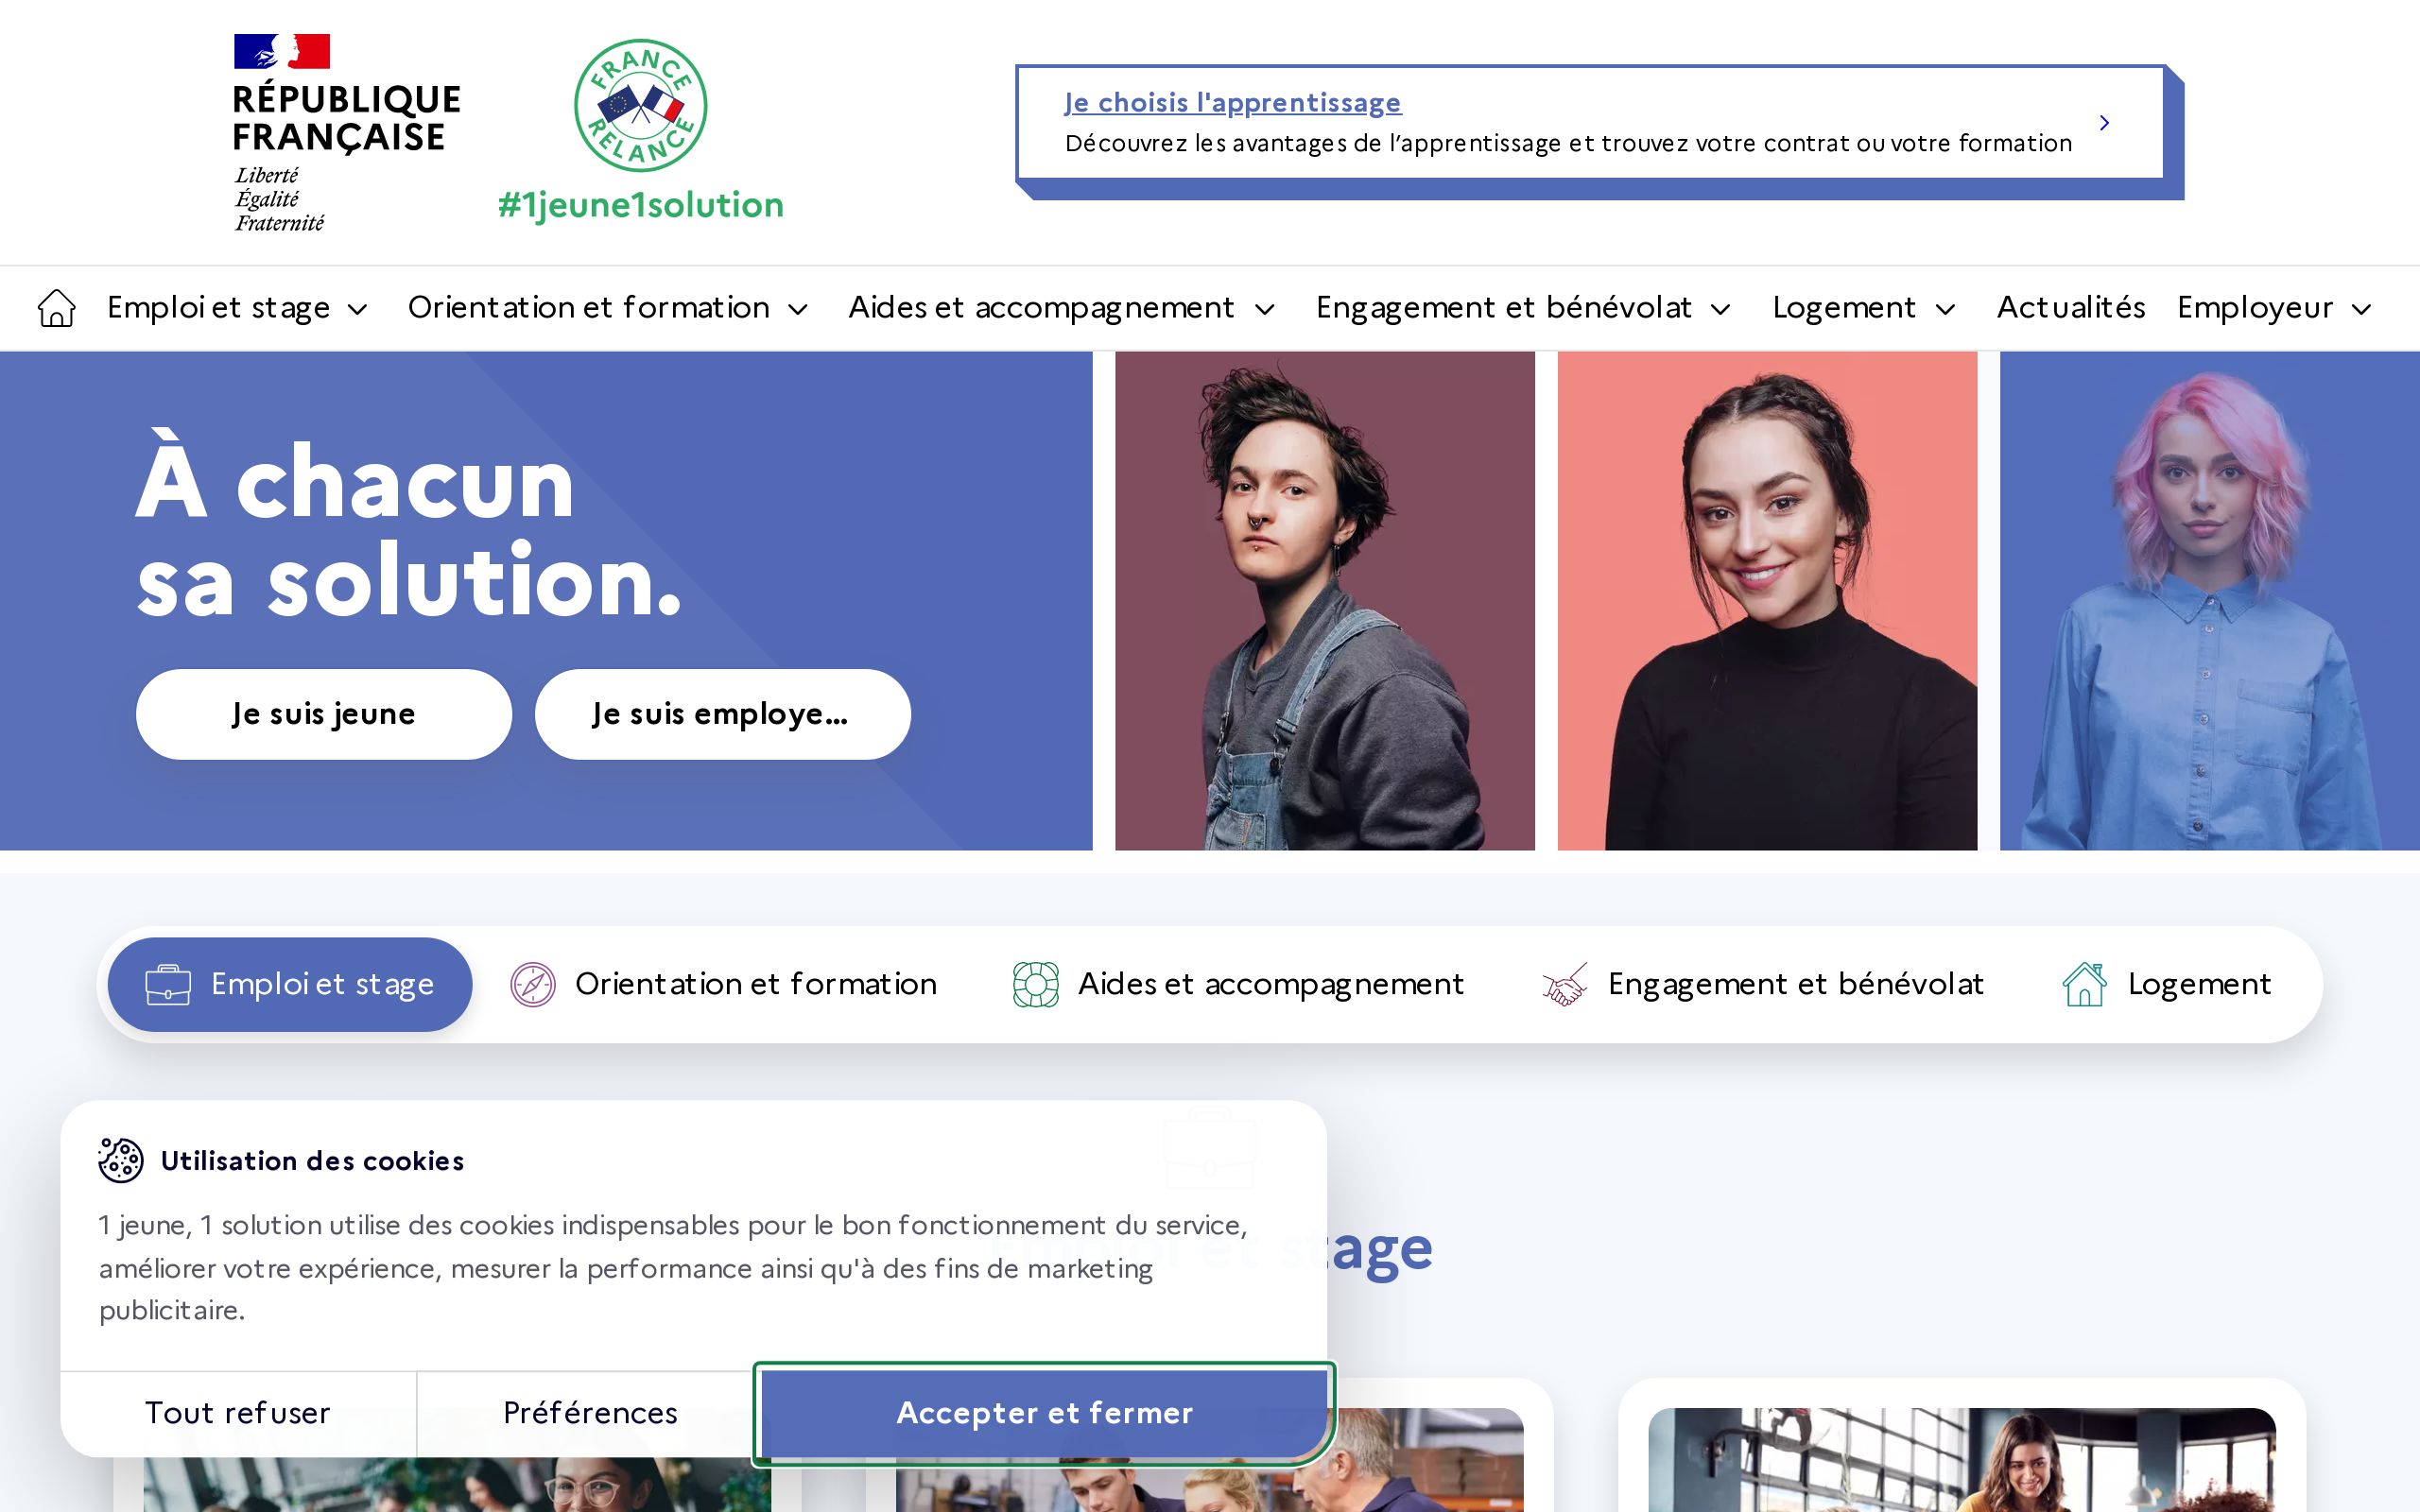 RÉPUBLIQUE
FRANÇAISE
Liberté
Égalité
Fraternité
FRANCE
RELANCE
#1jeune1solution
Je choisis l'apprentissage
Découvrez les avantages de l’apprentissage et trouvez votre contrat ou votre formation
Emploi et stage
Orientation et formation
Aides et accompagnement
Engagement et bénévolat
Logement
Actualités
Employeur
À chacun
sa solution.
Je suis jeune
Je suis employe...
Emploi et stage
Orientation et formation
Aides et accompagnement
Engagement et bénévolat
Logement
Utilisation des cookies
1 jeune, 1 solution utilise des cookies indispensables pour le bon fonctionnement du service,
améliorer votre expérience, mesurer la performance ainsi qu'à des fins de marketing
publicitaire.
et stage
Tout refuser
Préférences
Accepter et fermer